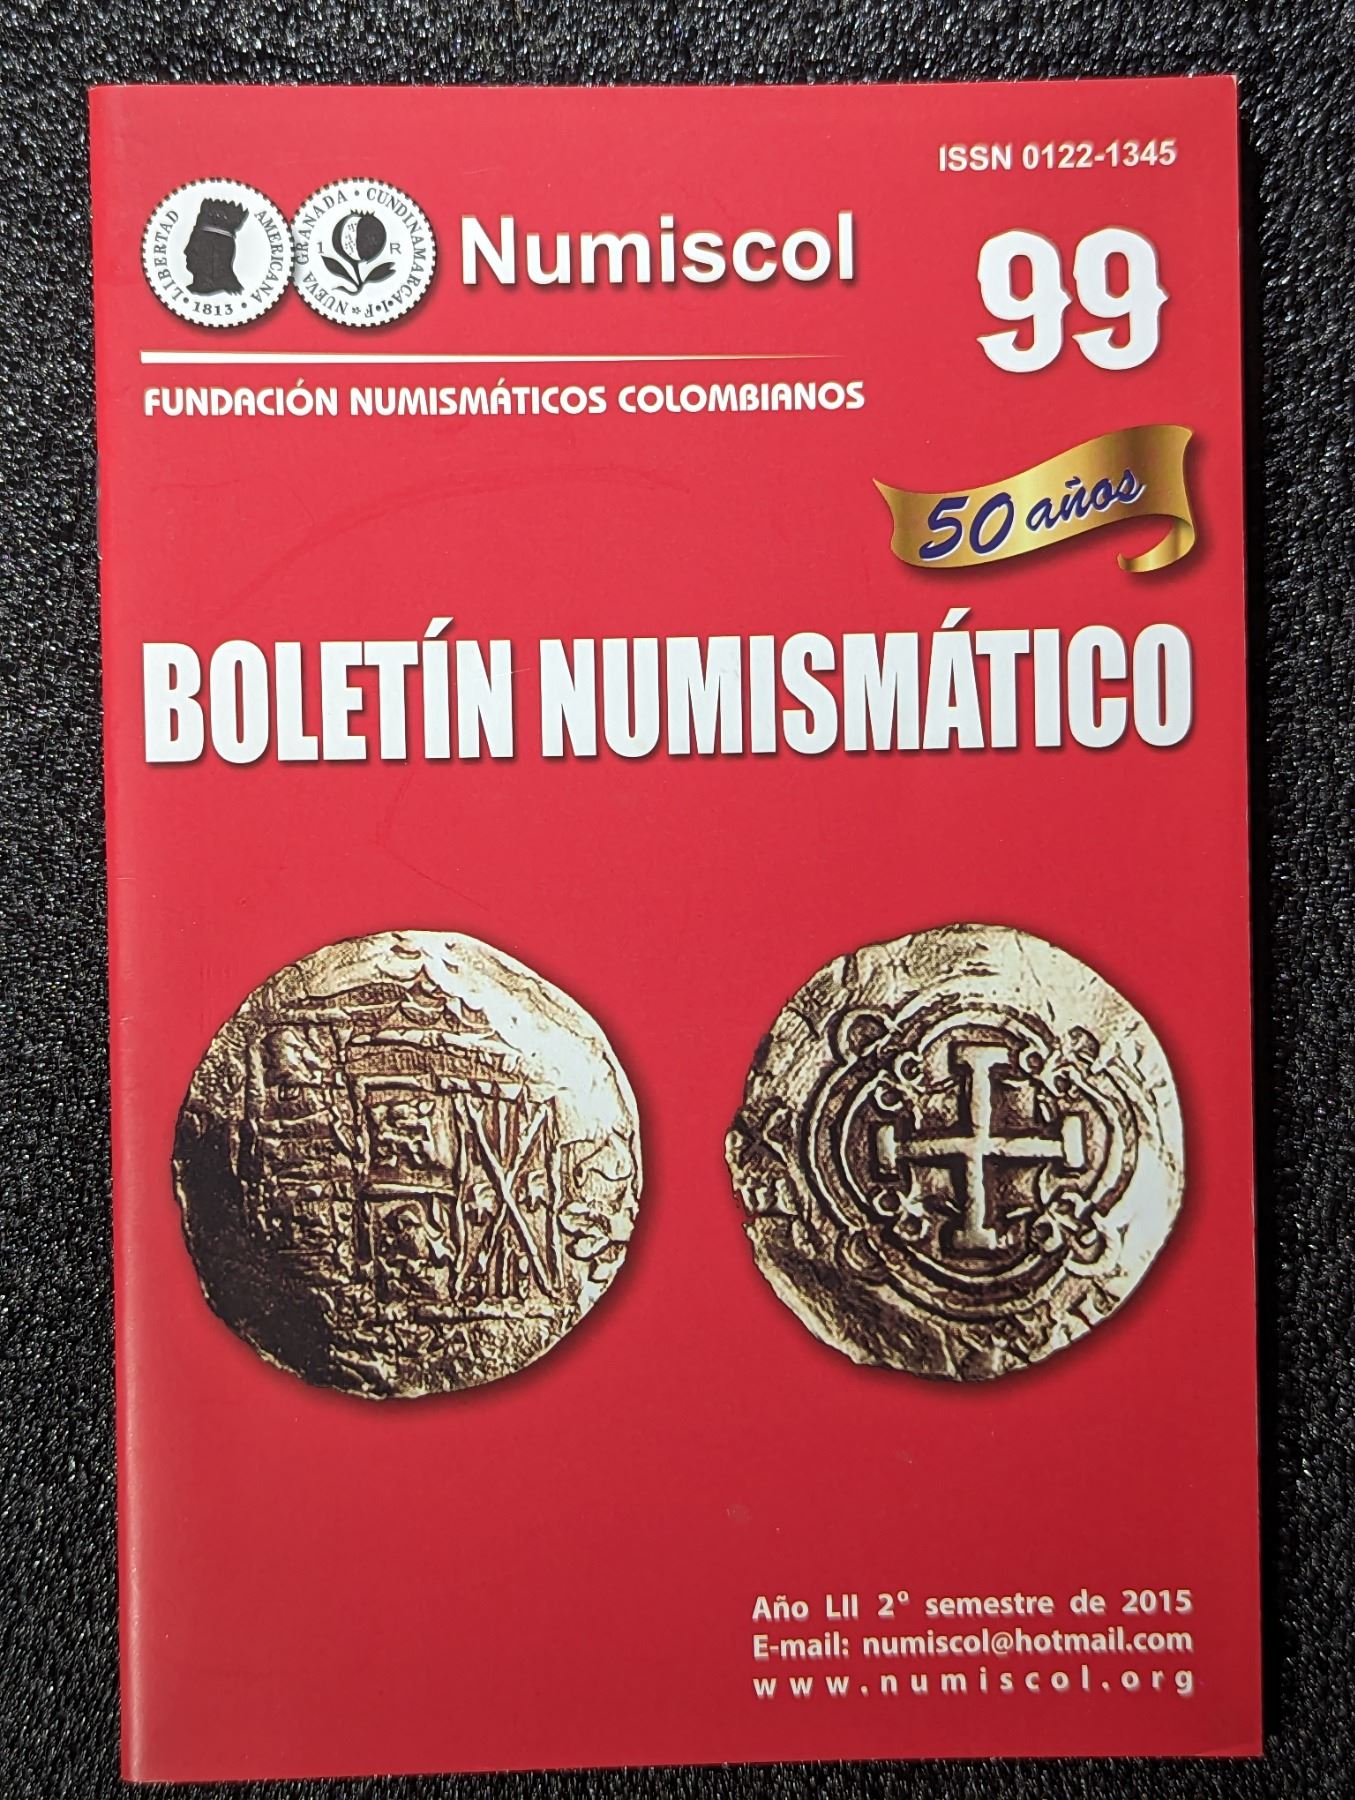 ISSN 0122-1345
LIBERTAD AMERICANA
· 1813 ·
NUEVA GRANADA · CUNDINAMARCA ·
1 R
Numiscol
99
FUNDACIÓN NUMISMÁTICOS COLOMBIANOS
50 años
BOLETÍN NUMISMÁTICO
Año LII 2º semestre de 2015
E-mail: numiscol@hotmail.com
www.numiscol.org